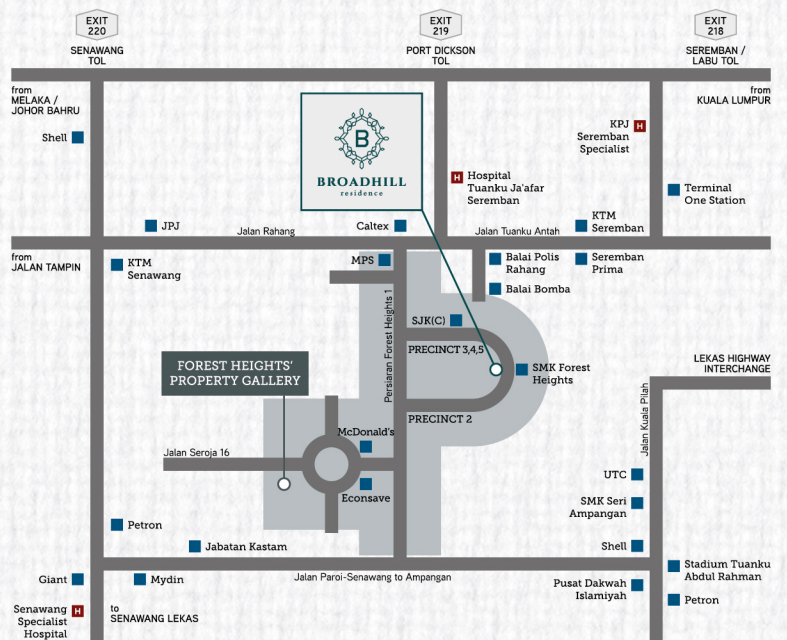 EXIT
220
SENAWANG
TOL
EXIT
219
PORT DICKSON
TOL
EXIT
218
SEREMBAN /
LABU TOL
from
MELAKA /
JOHOR BAHRU
from
KUALA LUMPUR
Shell
B
BROADHILL
residence
H
KPJ
Seremban
Specialist
H
Hospital
Tuanku Ja'afar
Seremban
Terminal
One Station
JPJ
Jalan Rahang
Caltex
Jalan Tuanku Antah
KTM
Seremban
from
JALAN TAMPIN
KTM
Senawang
MPS
Balai Polis
Rahang
Seremban
Prima
Balai Bomba
Persiaran Forest Heights 1
SJK(C)
PRECINCT 3,4,5
SMK Forest
Heights
FOREST HEIGHTS'
PROPERTY GALLERY
LEKAS HIGHWAY
INTERCHANGE
Jalan Kuala Pilah
PRECINCT 2
McDonald's
Jalan Seroja 16
Econsave
UTC
SMK Seri
Ampangan
Petron
Jabatan Kastam
Shell
Giant
Mydin
Jalan Paroi-Senawang to Ampangan
Pusat Dakwah
Islamiyah
Stadium Tuanku
Abdul Rahman
Petron
Senawang
Specialist
Hospital
H
to
SENAWANG LEKAS